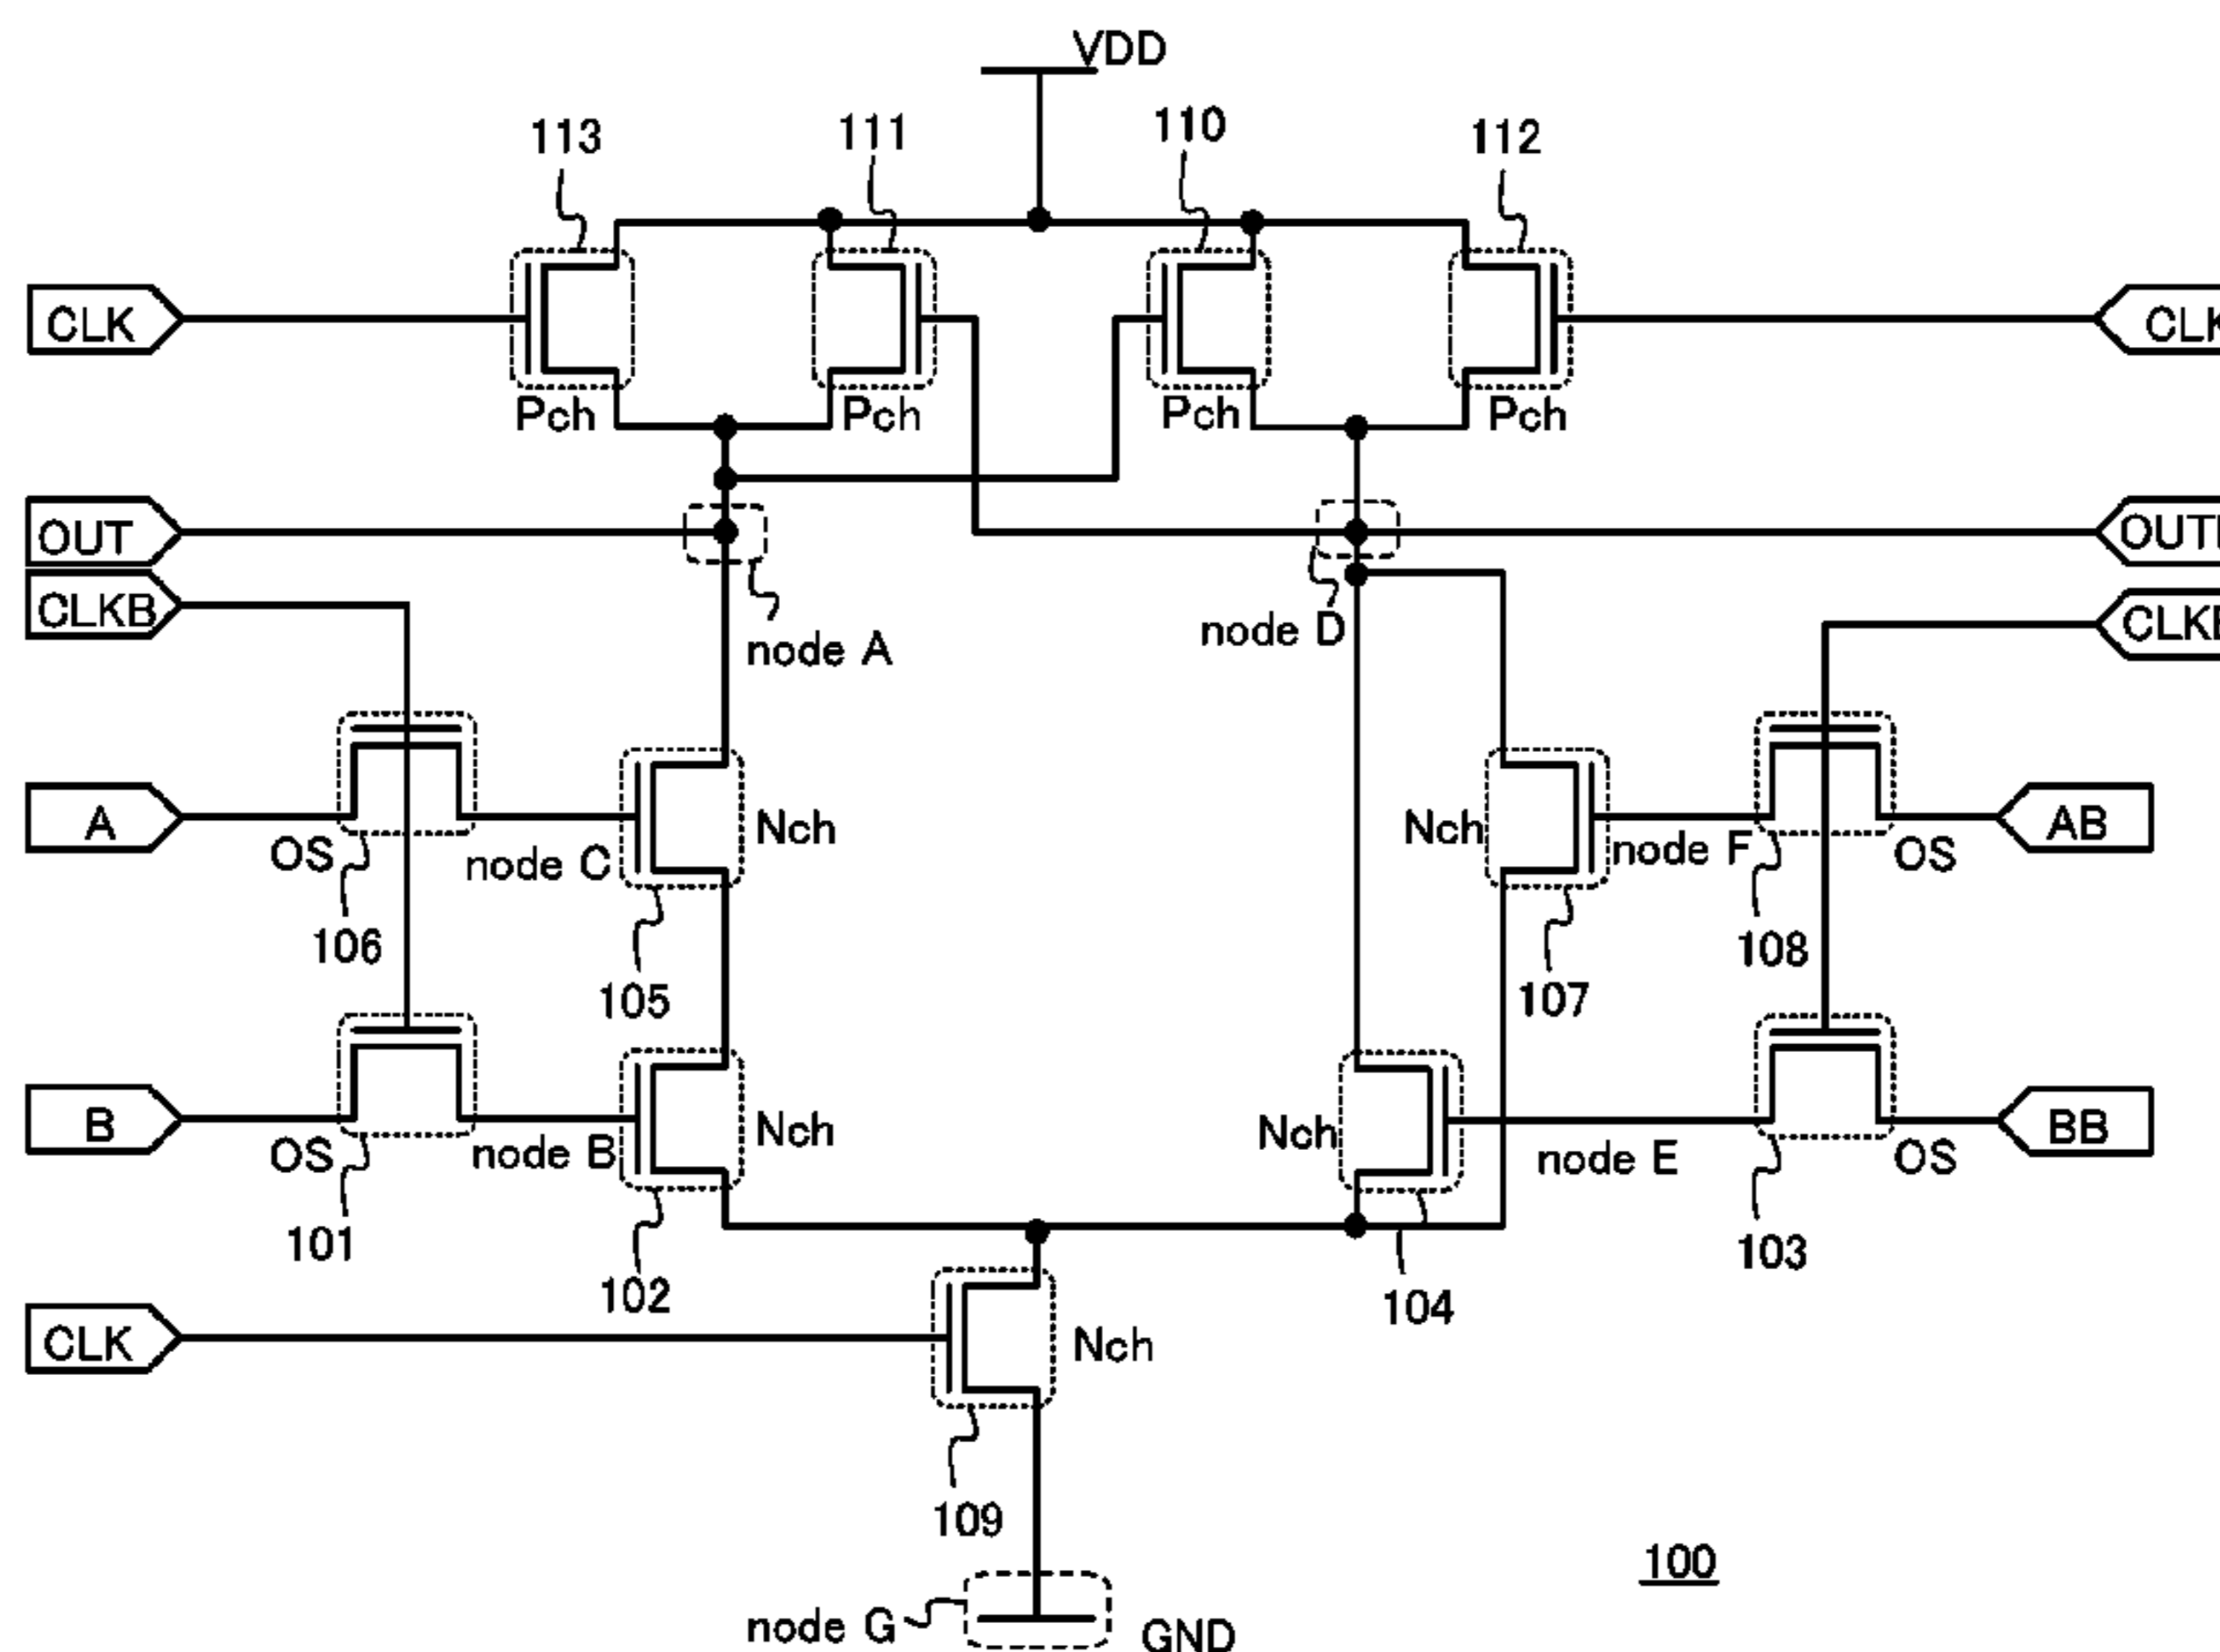 VDD
113
111
110
112
CLK
Pch
Pch
Pch
Pch
OUT
CLKB
node A
node D
A
OS
node C
Nch
Nch
node F
OS
AB
106
105
107
108
B
OS
node B
Nch
Nch
node E
OS
BB
101
102
104
103
CLK
Nch
109
100
node G
GND